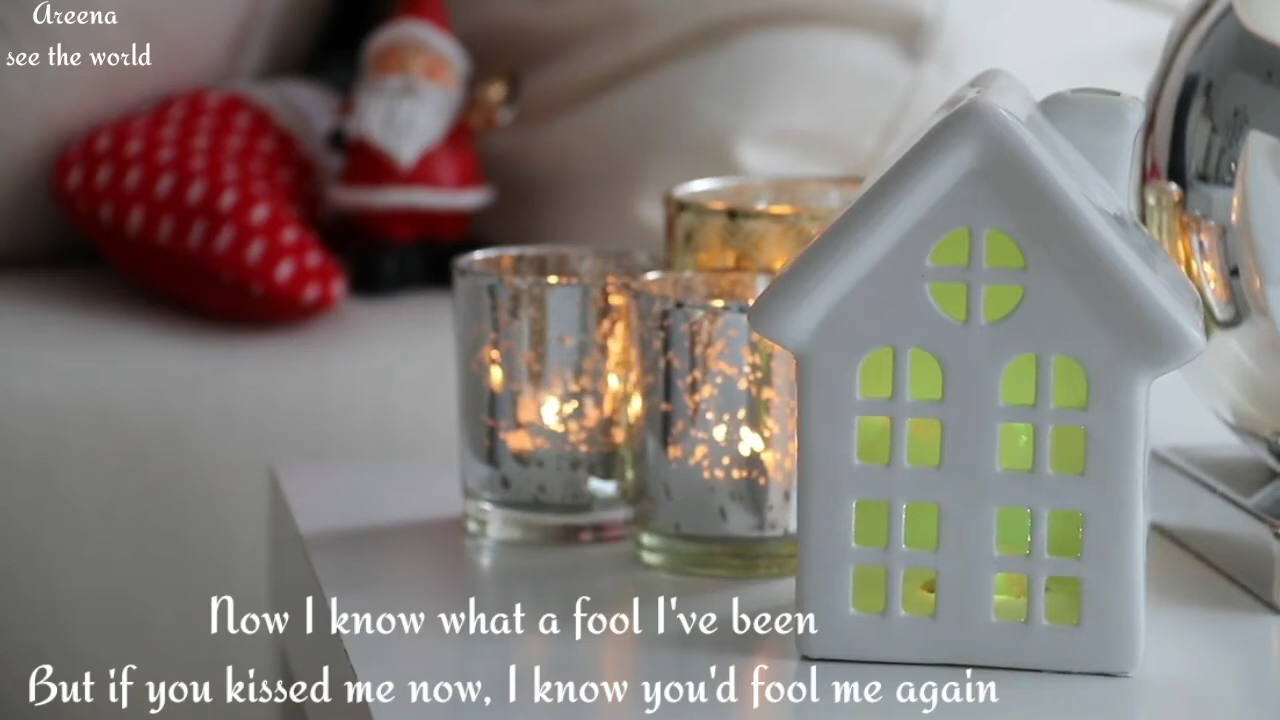 Areena
see the world
Now I know what a fool I've been
But if you kissed me now, I know you'd fool me again